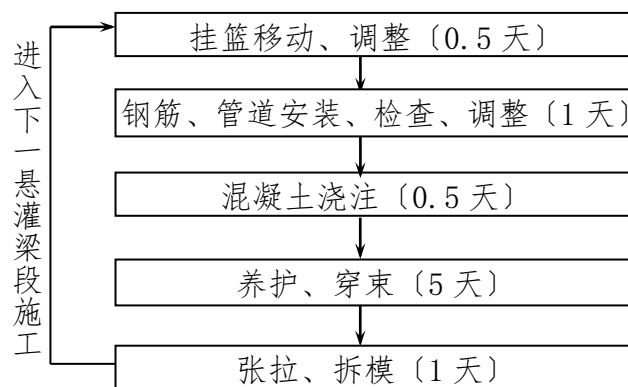 挂篮移动、调整〔0.5天〕
钢筋、管道安装、检查、调整〔1天〕
混凝土浇注〔0.5天〕
养护、穿束〔5天〕
张拉、拆模〔1天〕
进入下一悬灌梁段施工